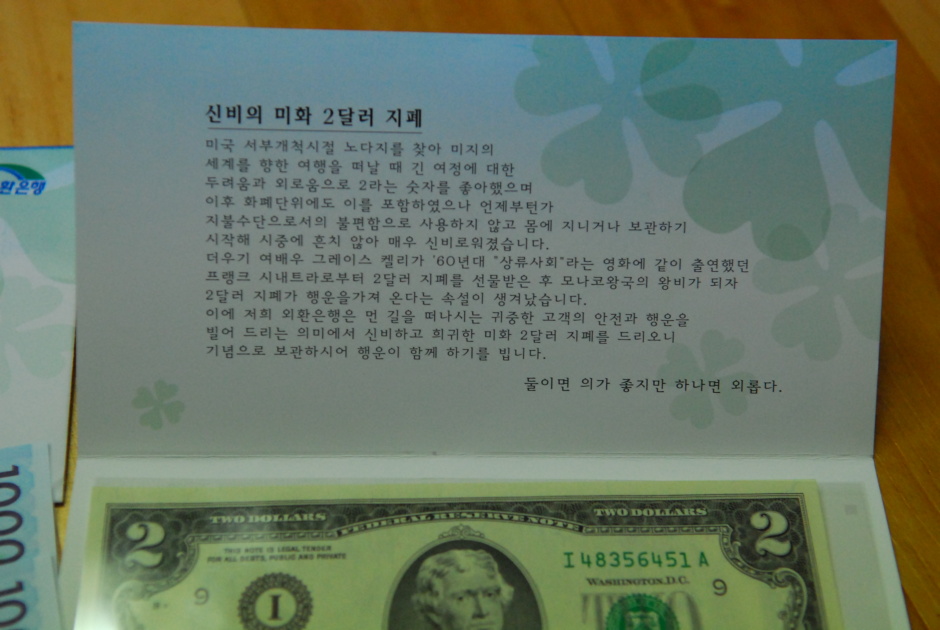 신비의 미화 2달러 지폐
미국 서부개척시절 노다지를 찾아 미지의
세계를 향한 여행을 떠날 때 긴 여정에 대한
두려움과 외로움으로 2라는 숫자를 좋아했으며
이후 화폐단위에도 이를 포함하였으나 언제부턴가
지불수단으로서의 불편함으로 사용하지 않고 몸에 지니거나 보관하기
시작해 시중에 흔치 않아 매우 신비로워졌습니다.
더우기 여배우 그레이스 켈리가 '60년대 "상류사회"라는 영화에 같이 출연했던
프랭크 시내트라로부터 2달러 지폐를 선물받은 후 모나코왕국의 왕비가 되자
2달러 지폐가 행운을가져 온다는 속설이 생겨났습니다.
이에 저희 외환은행은 먼 길을 떠나시는 귀중한 고객의 안전과 행운을
빌어 드리는 의미에서 신비하고 희귀한 미화 2달러 지폐를 드리오니
기념으로 보관하시어 행운이 함께 하기를 빕니다.
둘이면 의가 좋지만 하나면 외롭다.
환은행
1000 10
2 TWO DOLLARS FEDERAL RESERVE NOTE TWO DOLLARS 2
THIS NOTE IS LEGAL TENDER
FOR ALL DEBTS, PUBLIC AND PRIVATE
I 48356451 A
WASHINGTON, D.C.
9 I 9